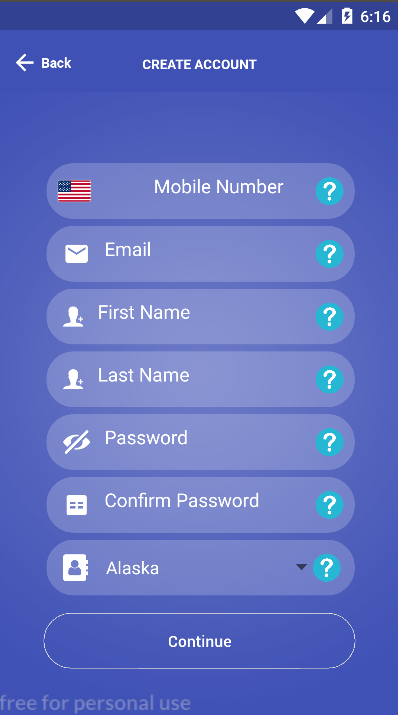 6:16
Back
CREATE ACCOUNT
Mobile Number
?
Email
?
First Name
?
Last Name
?
Password
?
Confirm Password
?
Alaska
?
Continue
free for personal use